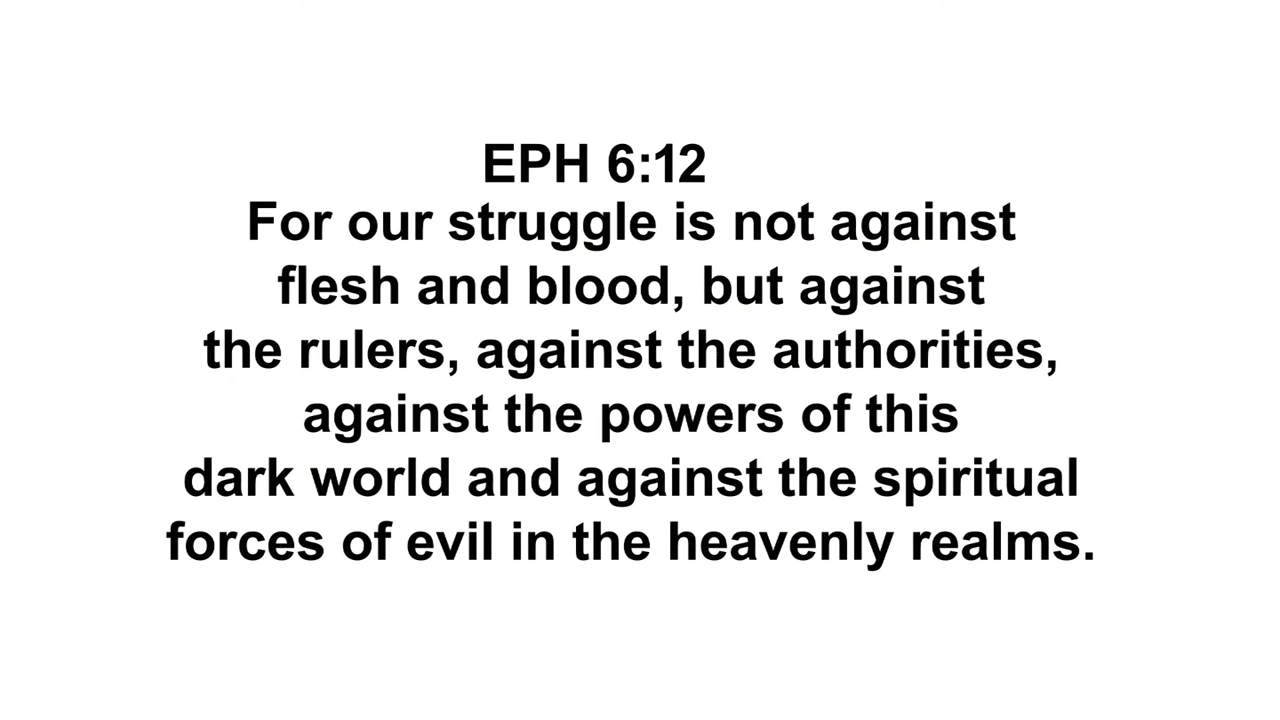 EPH 6:12
For our struggle is not against
flesh and blood, but against
the rulers, against the authorities,
against the powers of this
dark world and against the spiritual
forces of evil in the heavenly realms.